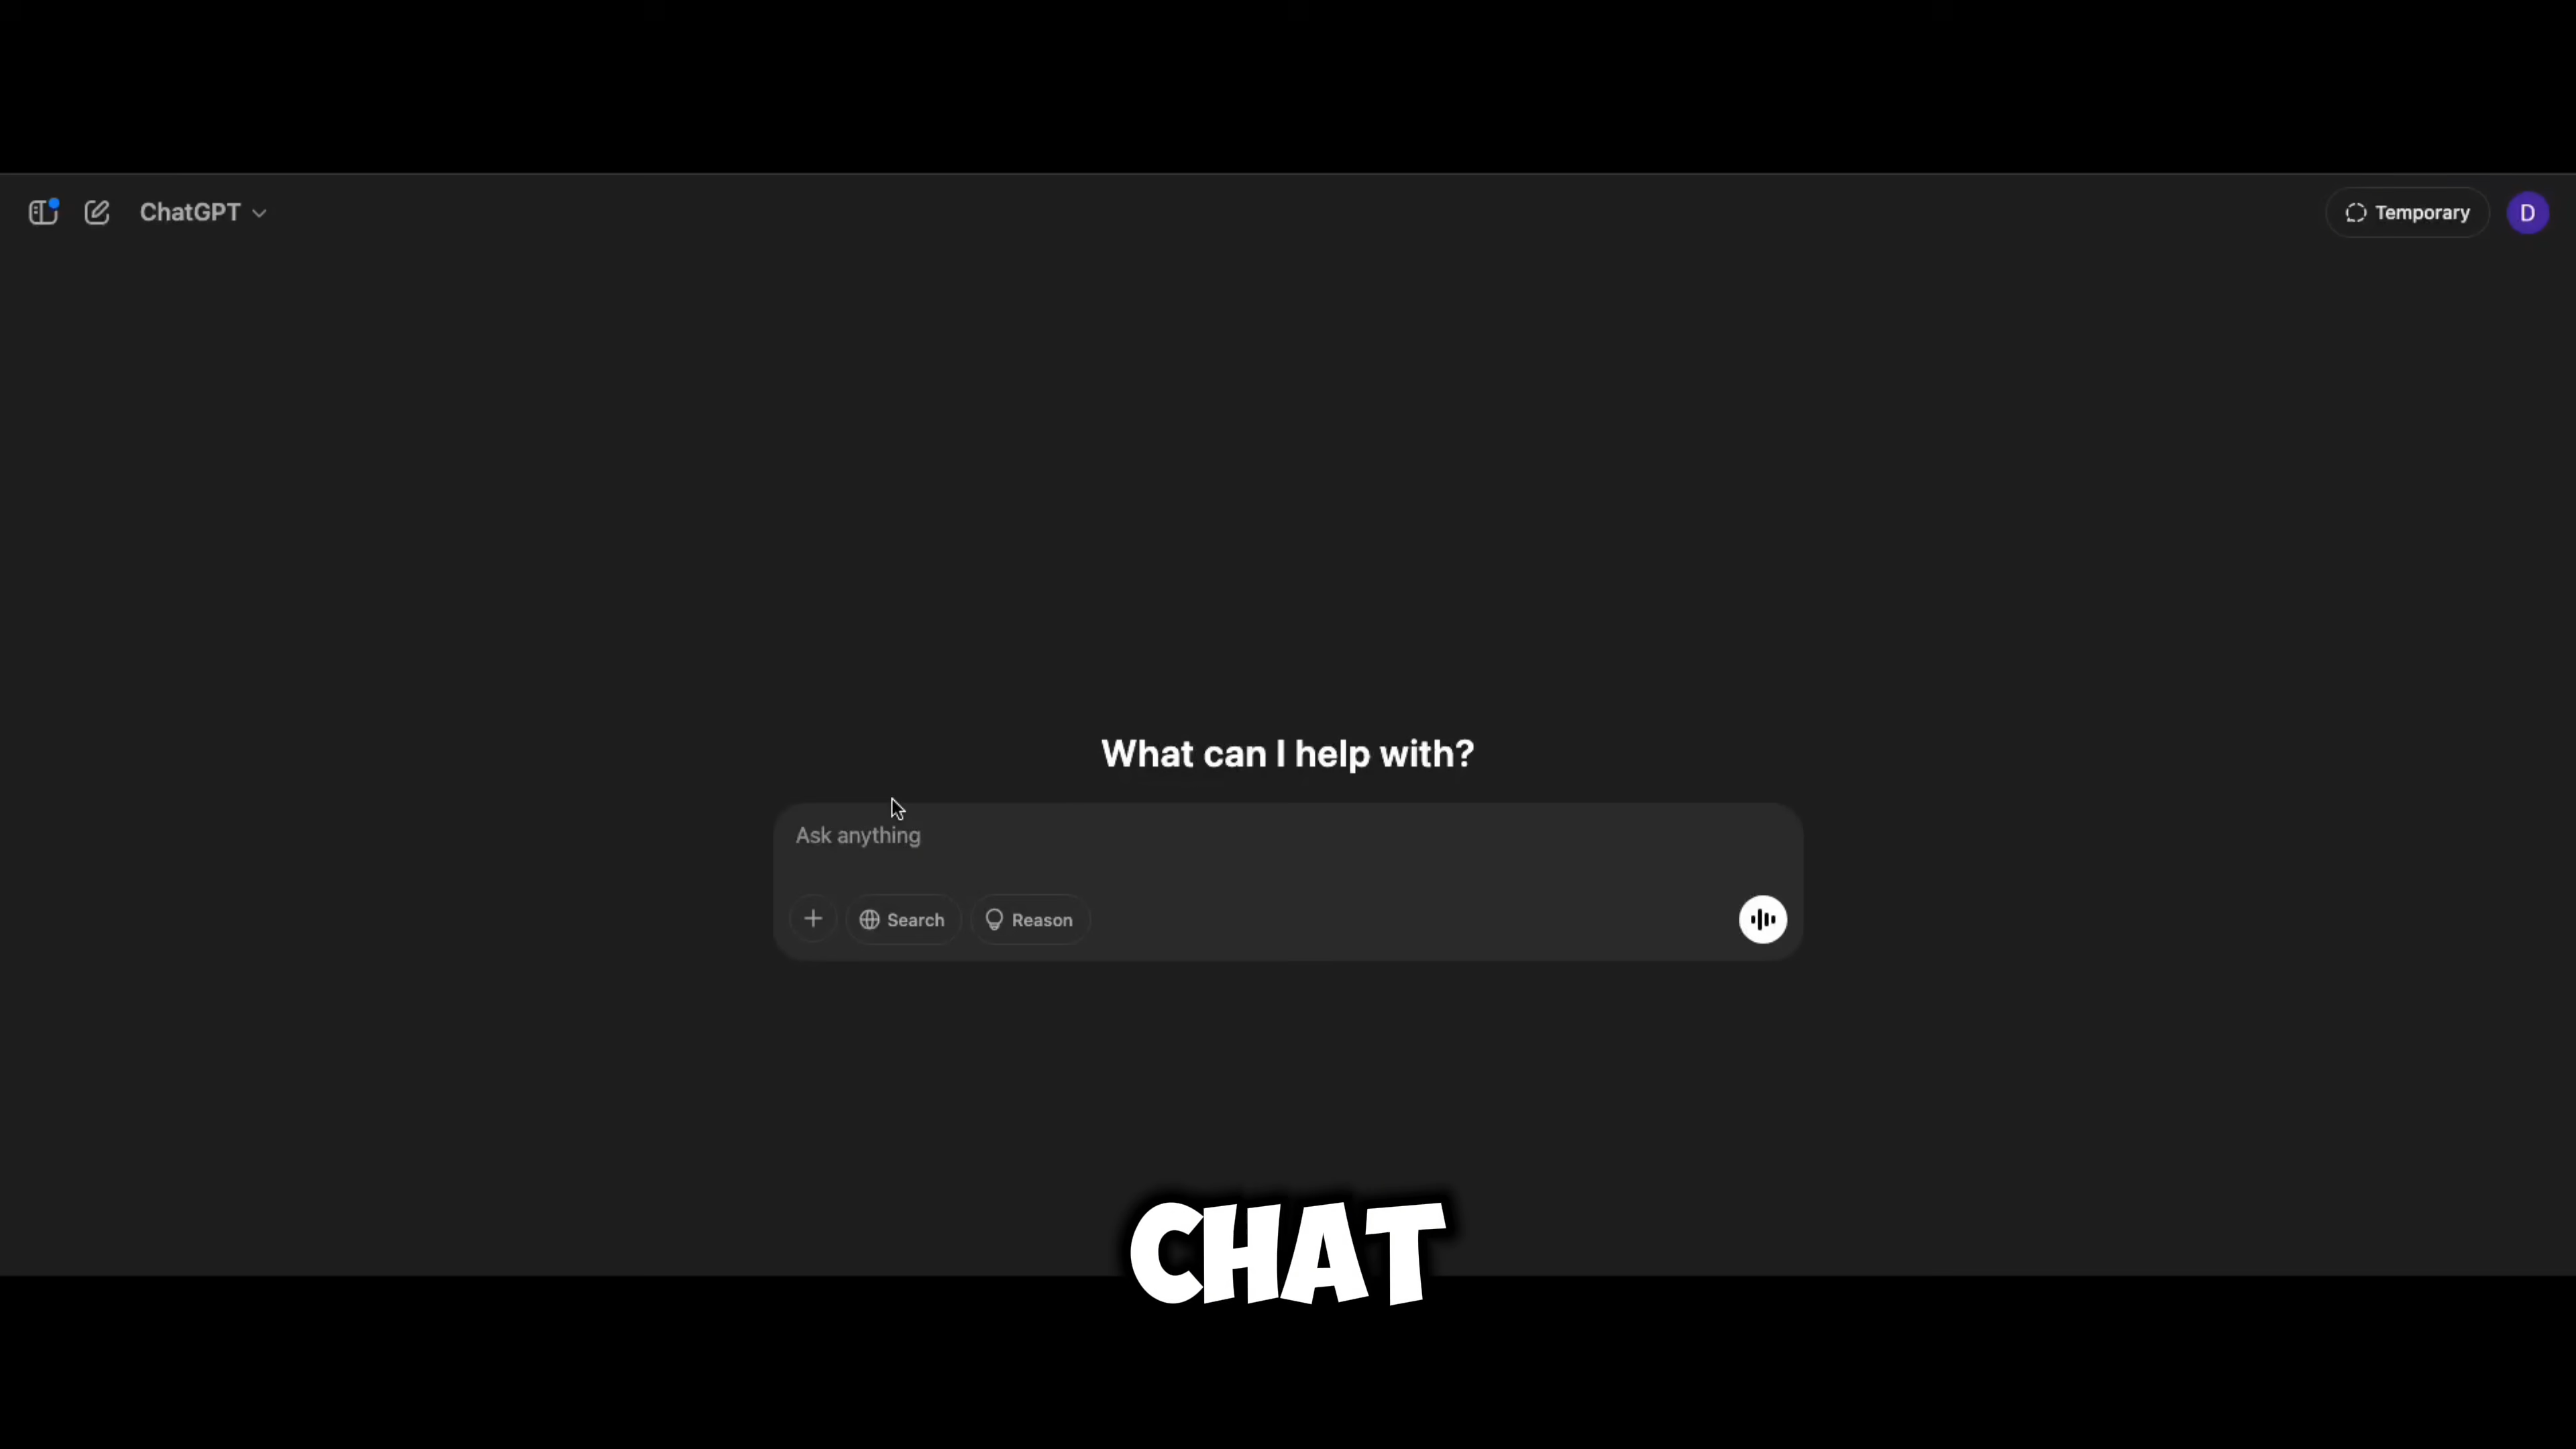 ChatGPT
Temporary
D
What can I help with?
Ask anything
Search
Reason
CHAT